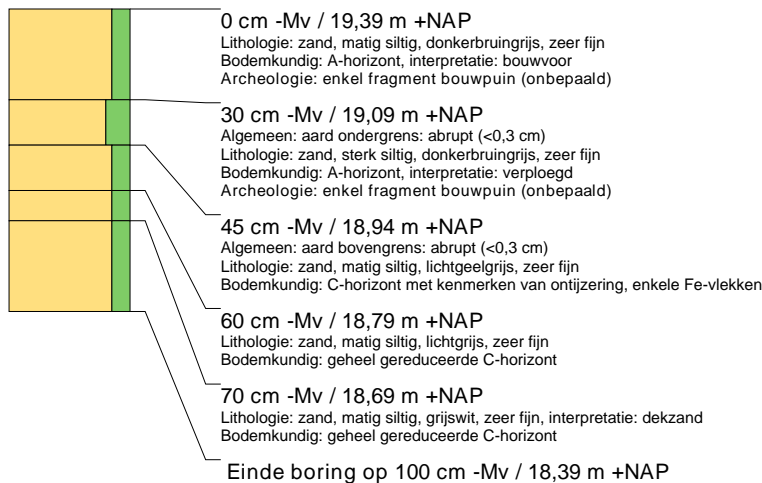 0 cm -Mv / 19,39 m +NAP
Lithologie: zand, matig siltig, donkerbruingrijs, zeer fijn
Bodemkundig: A-horizont, interpretatie: bouwvoor
Archeologie: enkel fragment bouwpuin (onbepaald)
30 cm -Mv / 19,09 m +NAP
Algemeen: aard ondergrens: abrupt (<0,3 cm)
Lithologie: zand, sterk siltig, donkerbruingrijs, zeer fijn
Bodemkundig: A-horizont, interpretatie: verploegd
Archeologie: enkel fragment bouwpuin (onbepaald)
45 cm -Mv / 18,94 m +NAP
Algemeen: aard bovengrens: abrupt (<0,3 cm)
Lithologie: zand, matig siltig, lichtgeelgrijs, zeer fijn
Bodemkundig: C-horizont met kenmerken van ontijzering, enkele Fe-vlekken
60 cm -Mv / 18,79 m +NAP
Lithologie: zand, matig siltig, lichtgrijs, zeer fijn
Bodemkundig: geheel gereduceerde C-horizont
70 cm -Mv / 18,69 m +NAP
Lithologie: zand, matig siltig, grijswit, zeer fijn, interpretatie: dekzand
Bodemkundig: geheel gereduceerde C-horizont
Einde boring op 100 cm -Mv / 18,39 m +NAP